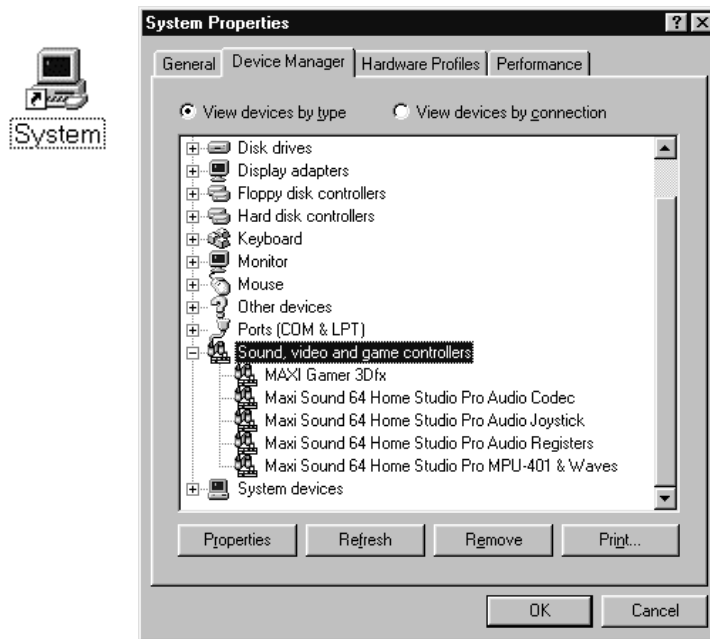 System
System Properties
General Device Manager Hardware Profiles Performance
View devices by type View devices by connection
Disk drives
Display adapters
Floppy disk controllers
Hard disk controllers
Keyboard
Monitor
Mouse
Other devices
Ports (COM & LPT)
Sound, video and game controllers
MAXI Gamer 3Dfx
Maxi Sound 64 Home Studio Pro Audio Codec
Maxi Sound 64 Home Studio Pro Audio Joystick
Maxi Sound 64 Home Studio Pro Audio Registers
Maxi Sound 64 Home Studio Pro MPU-401 & Waves
System devices
Properties Refresh Remove Print...
OK Cancel